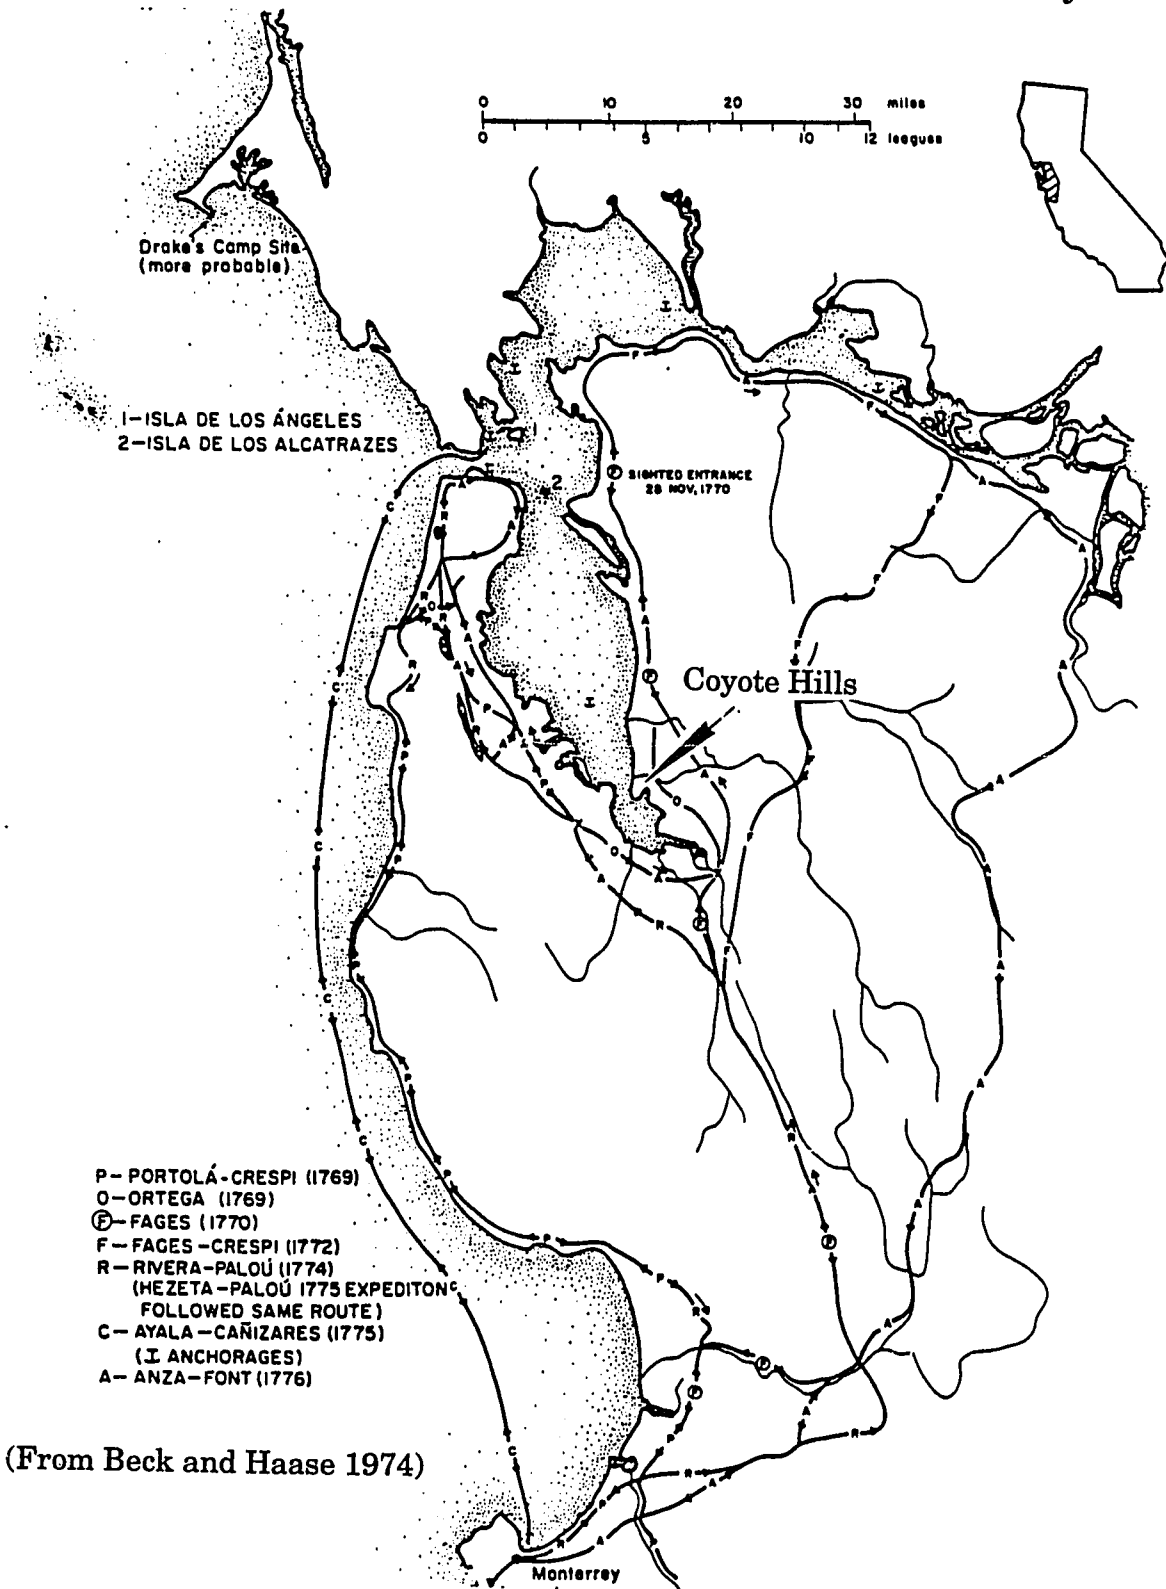 0 10 20 30 miles
0 5 10 12 leagues
Drake's Camp Site
(more probable)
1-ISLA DE LOS ÁNGELES
2-ISLA DE LOS ALCATRAZES
1
2
SIGHTED ENTRANCE
28 NOV, 1770
Coyote Hills
P- PORTOLÁ-CRESPI (1769)
O-ORTEGA (1769)
Ⓕ-FAGES (1770)
F- FAGES-CRESPI (1772)
R- RIVERA-PALOÚ (1774)
(HEZETA-PALOÚ 1775 EXPEDITON
FOLLOWED SAME ROUTE)
C- AYALA-CAÑIZARES (1775)
(I ANCHORAGES)
A- ANZA-FONT (1776)
(From Beck and Haase 1974)
Monterrey